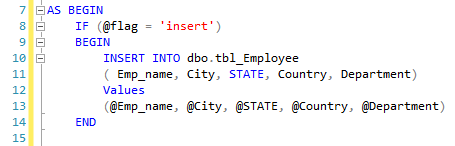 7 AS BEGIN
8 IF (@flag = 'insert')
9 BEGIN
10 INSERT INTO dbo.tbl_Employee
11 ( Emp_name, City, STATE, Country, Department)
12 Values
13 (@Emp_name, @City, @STATE, @Country, @Department)
14 END
15